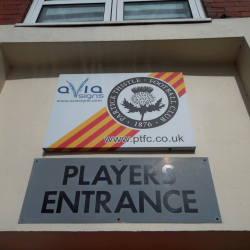 aVia
signs
www.aviasigns.com
PARTICK THISTLE FOOTBALL CLUB
1876
www.ptfc.co.uk
PLAYERS
ENTRANCE